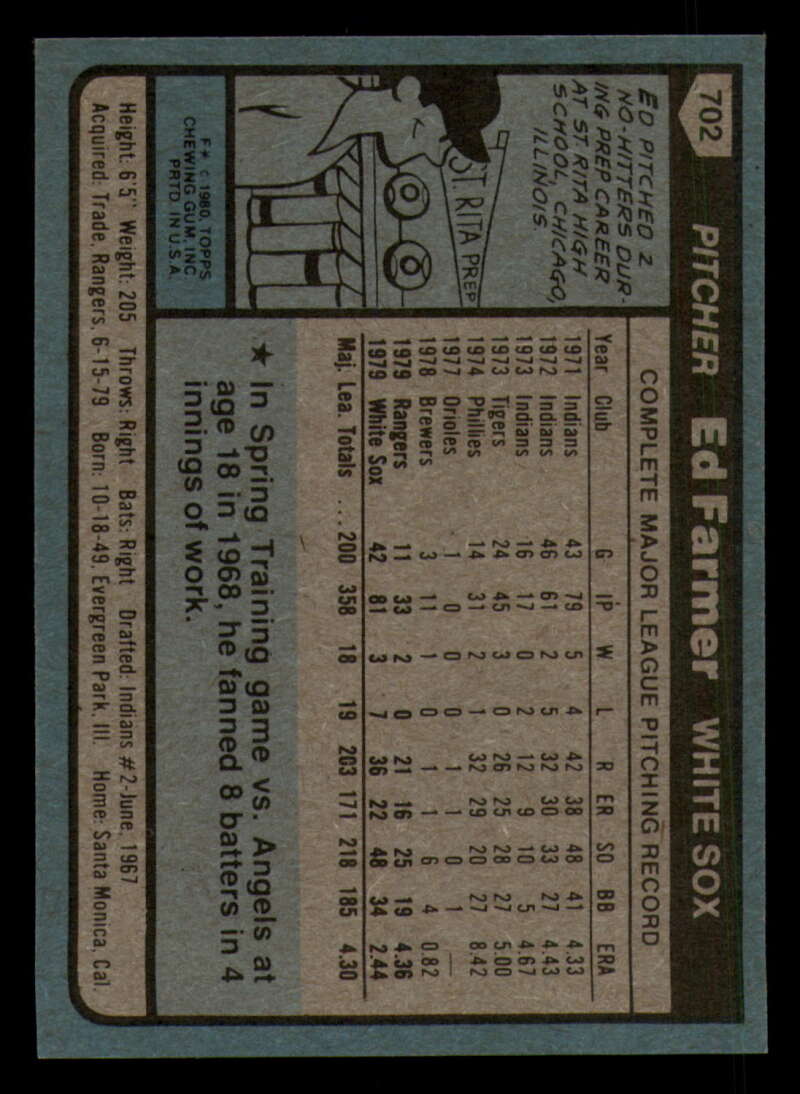 702
PITCHER Ed Farmer WHITE SOX
ED PITCHED 2
NO-HITTERS DUR-
ING PREP CAREER
AT ST RITA HIGH
SCHOOL, CHICAGO,
ILLINOIS
ST. RITA PREP
F* © 1980, TOPPS
CHEWING GUM, INC
PRTD. IN U.S.A.
COMPLETE MAJOR LEAGUE PITCHING RECORD
Year Club G IP W L R ER SO BB ERA
1971 Indians 43 79 5 4 42 38 48 41 4.33
1972 Indians 46 61 2 5 32 30 33 27 4.43
1973 Indians 16 17 0 2 12 9 10 5 4.67
1973 Tigers 24 45 3 0 26 25 28 27 5.00
1974 Phillies 14 31 2 1 32 29 20 27 8.42
1977 Orioles 1 0 0 0 1 1 0 1 —
1978 Brewers 3 11 1 0 1 1 6 4 0.82
1979 Rangers 11 33 2 0 21 16 25 19 4.36
1979 White Sox 42 81 3 7 36 22 48 34 2.44
Maj. Lea. Totals ... 200 358 18 19 203 171 218 185 4.30
★ In Spring Training game vs. Angels at
age 18 in 1968, he fanned 8 batters in 4
innings of work.
Height: 6'5" Weight: 205 Throws: Right Bats: Right Drafted: Indians #2-June, 1967
Acquired: Trade, Rangers, 6-15-79 Born: 10-18-49, Evergreen Park, Ill. Home: Santa Monica, Cal.